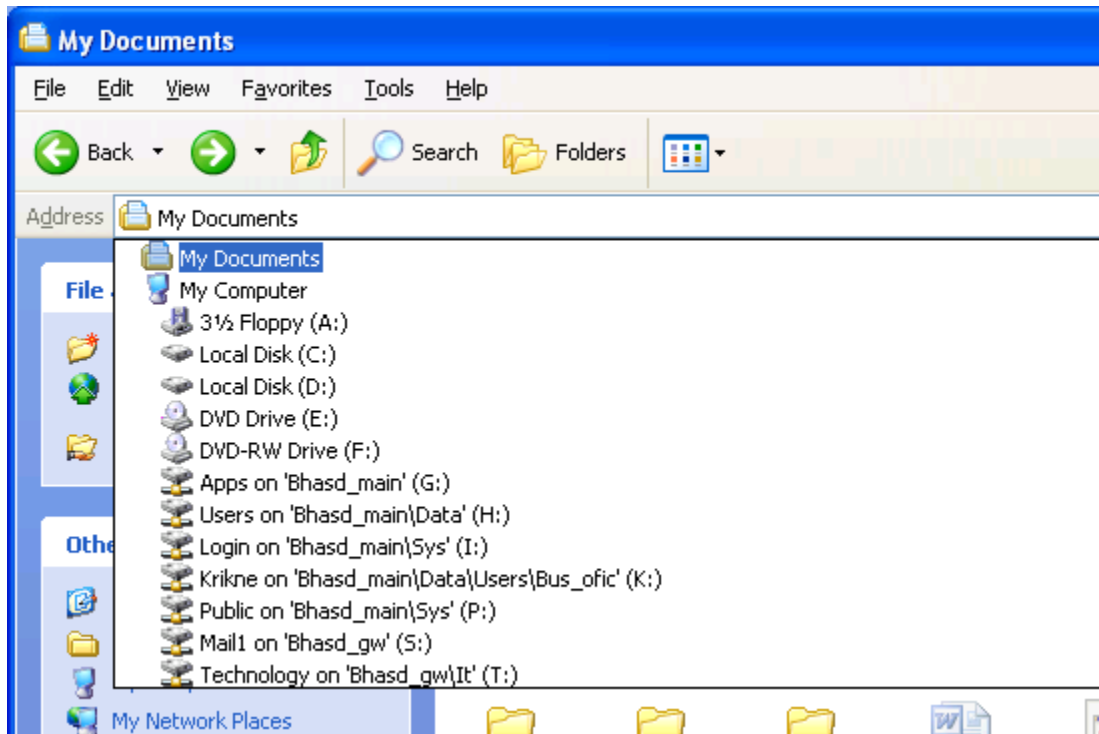 My Documents
File Edit View Favorites Tools Help
Back Search Folders
Address My Documents
My Documents
File
My Computer
3½ Floppy (A:)
Local Disk (C:)
Local Disk (D:)
DVD Drive (E:)
DVD-RW Drive (F:)
Apps on 'Bhasd_main' (G:)
Users on 'Bhasd_main\Data' (H:)
Othe
Login on 'Bhasd_main\Sys' (I:)
Krikne on 'Bhasd_main\Data\Users\Bus_ofic' (K:)
Public on 'Bhasd_main\Sys' (P:)
Mail1 on 'Bhasd_gw' (S:)
Technology on 'Bhasd_gw\It' (T:)
My Network Places